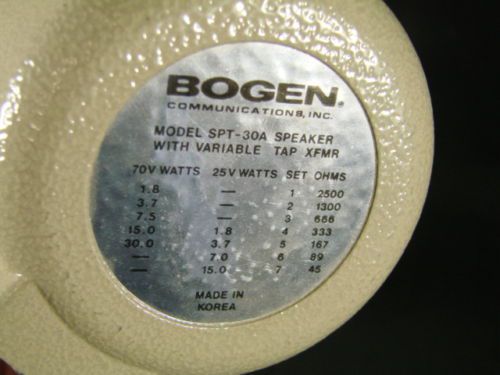 BOGEN®
COMMUNICATIONS, INC.
MODEL SPT-30A SPEAKER
WITH VARIABLE TAP XFMR
70V WATTS 25V WATTS SET OHMS
1.8 — 1 2500
3.7 — 2 1300
7.5 — 3 666
15.0 1.8 4 333
30.0 3.7 5 167
— 7.0 6 89
— 15.0 7 45
MADE IN
KOREA